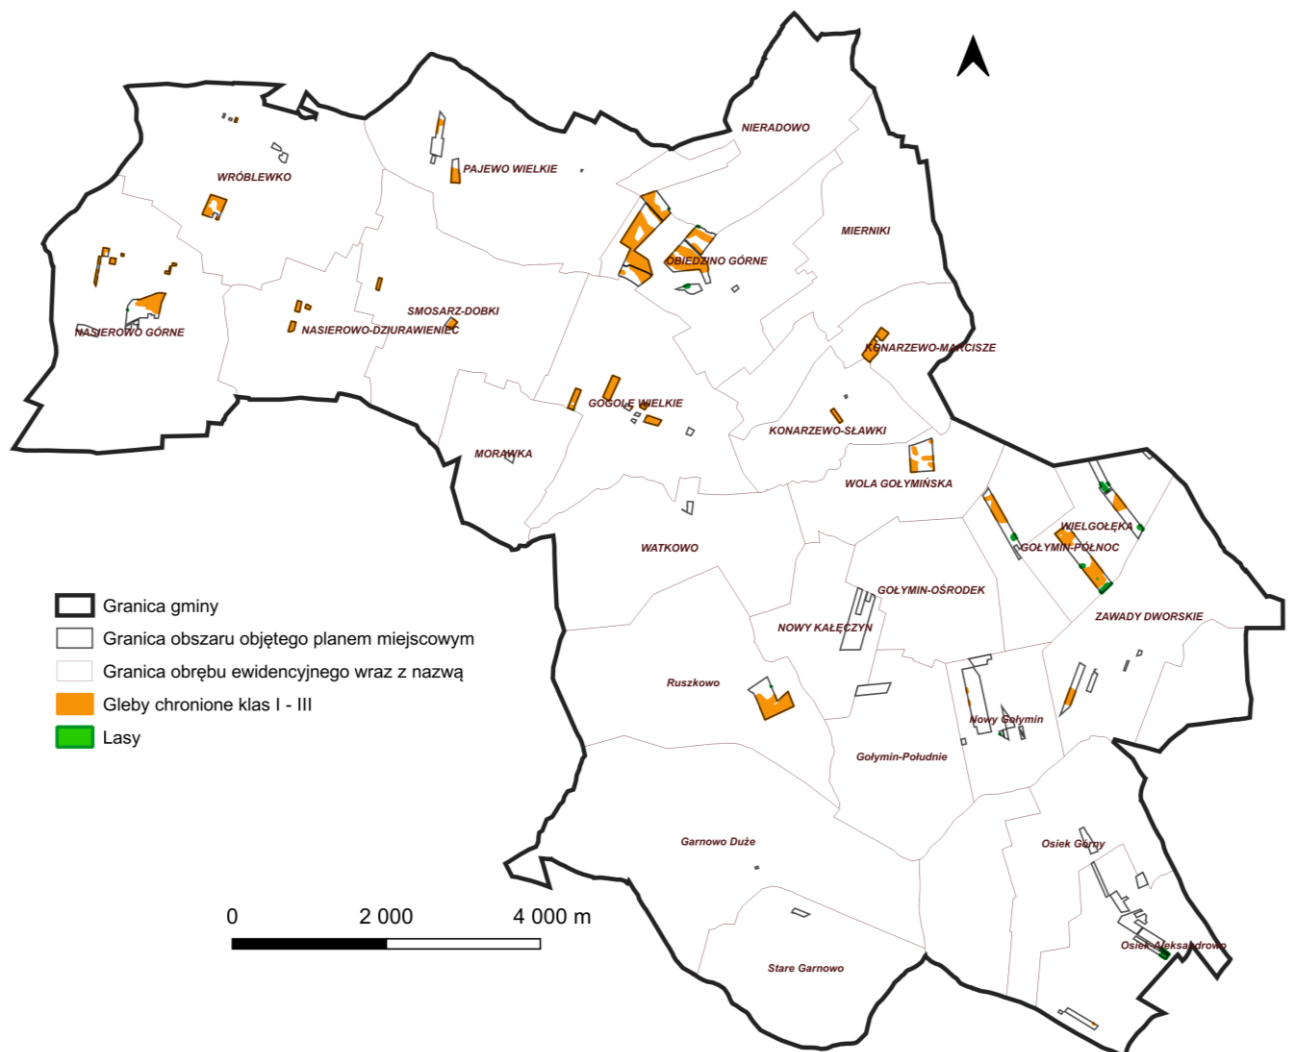 NIERADOWO
PAJEWO WIELKIE
WRÓBLEWKO
MIERNIKI
OBIEDZINO GÓRNE
SMOSARZ-DOBKI
NASIEROWO GÓRNE
NASIEROWO-DZIURAWIENIEC
KONARZEWO-MARCISZE
GOGOLE WIELKIE
KONARZEWO-SŁAWKI
MORAWKA
WOLA GOŁYMIŃSKA
WIELGOŁĘKA
WATKOWO
GOŁYMIN-PÓŁNOC
GOŁYMIN-OŚRODEK
Granica gminy
ZAWADY DWORSKIE
NOWY KAŁĘCZYN
Granica obszaru objętego planem miejscowym
Granica obrębu ewidencyjnego wraz z nazwą
Ruszkowo
Gleby chronione klas I - III
Nowy Gołymin
Lasy
Gołymin-Południe
Garnowo Duże
Osiek Górny
0 2 000 4 000 m
Osiek-Aleksandrowo
Stare Garnowo